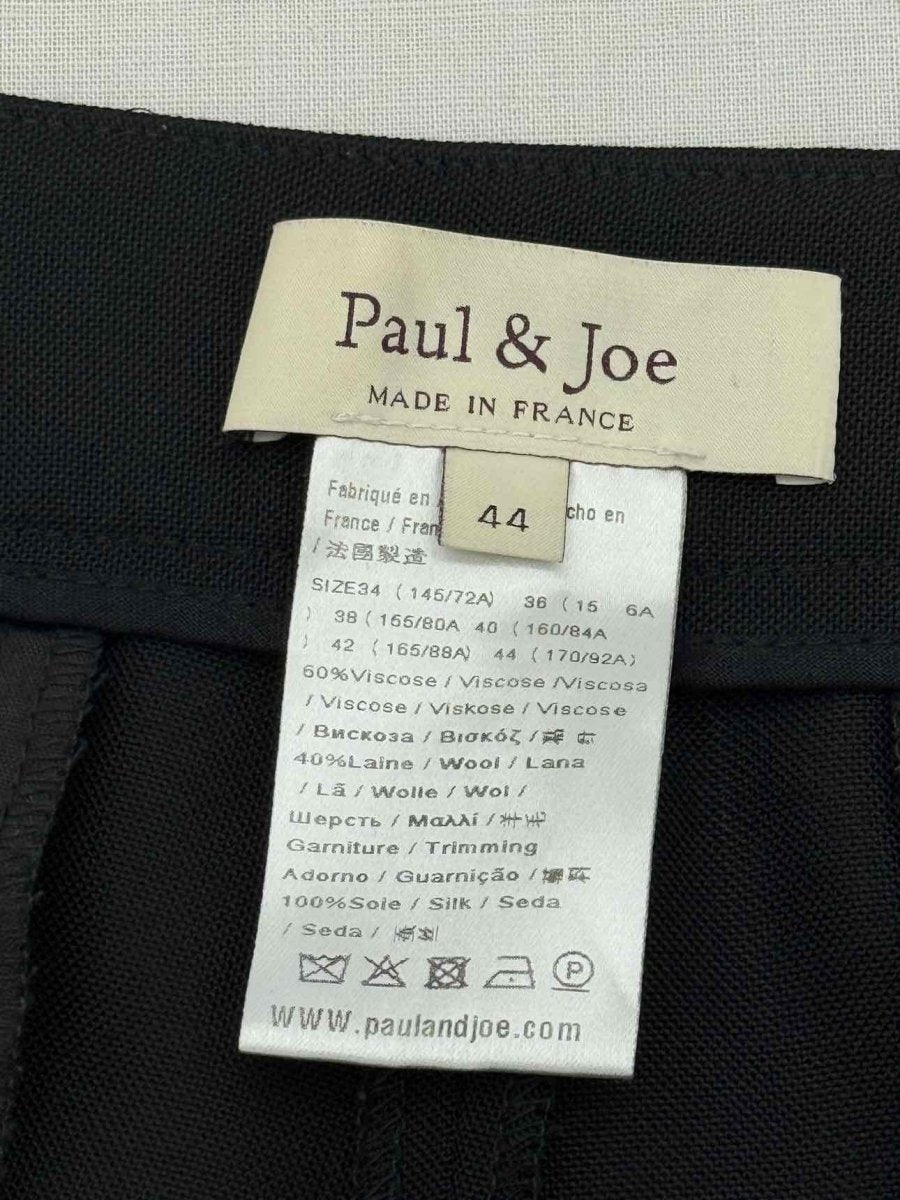 Paul & Joe
MADE IN FRANCE
44
Fabriqué en cho en
France / Fran
/ 法國製造
SIZE34 ( 145/72A) 36 ( 15 6A
) 38 ( 155/80A 40 ( 160/84A
) 42 ( 165/88A) 44 ( 170/92A)
60%Viscose / Viscose /Viscosa
/ Viscose / Viskose / Viscose
/ Вискоза / Βισκόζ /
40%Laine / Wool / Lana
/ Lã / Wolle / Wol /
Шерсть / Μαλλί /
Garniture / Trimming
Adorno / Guarnição /
100%Soie / Silk / Seda
/ Seda /
P
www.paulandjoe.com